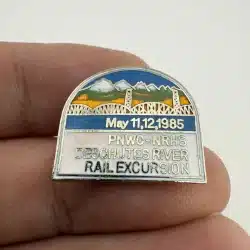 May 11,12,1985
PNWC-NRHS
DESCHUTES RIVER
RAIL EXCURSION